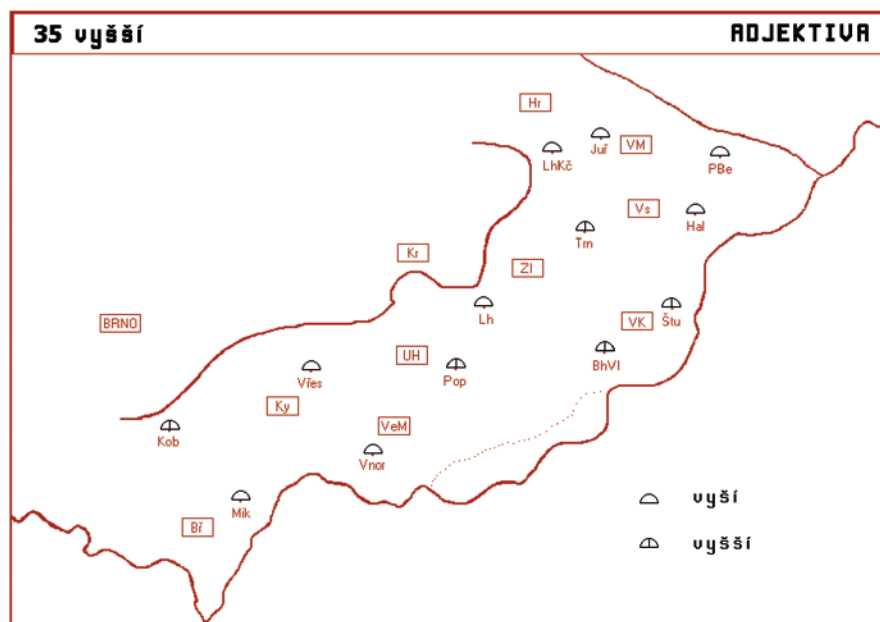 35 vyšší
ADJEKTIVA
Hr
Juř
VM
LhKč
PBe
Vs
Hal
Trn
Kr
Zl
BRNO
Lh
VK
Štu
UH
BhVl
Vřes
Pop
Ky
Kob
VeM
Vnor
Mik
Bř
vyší
vyšší